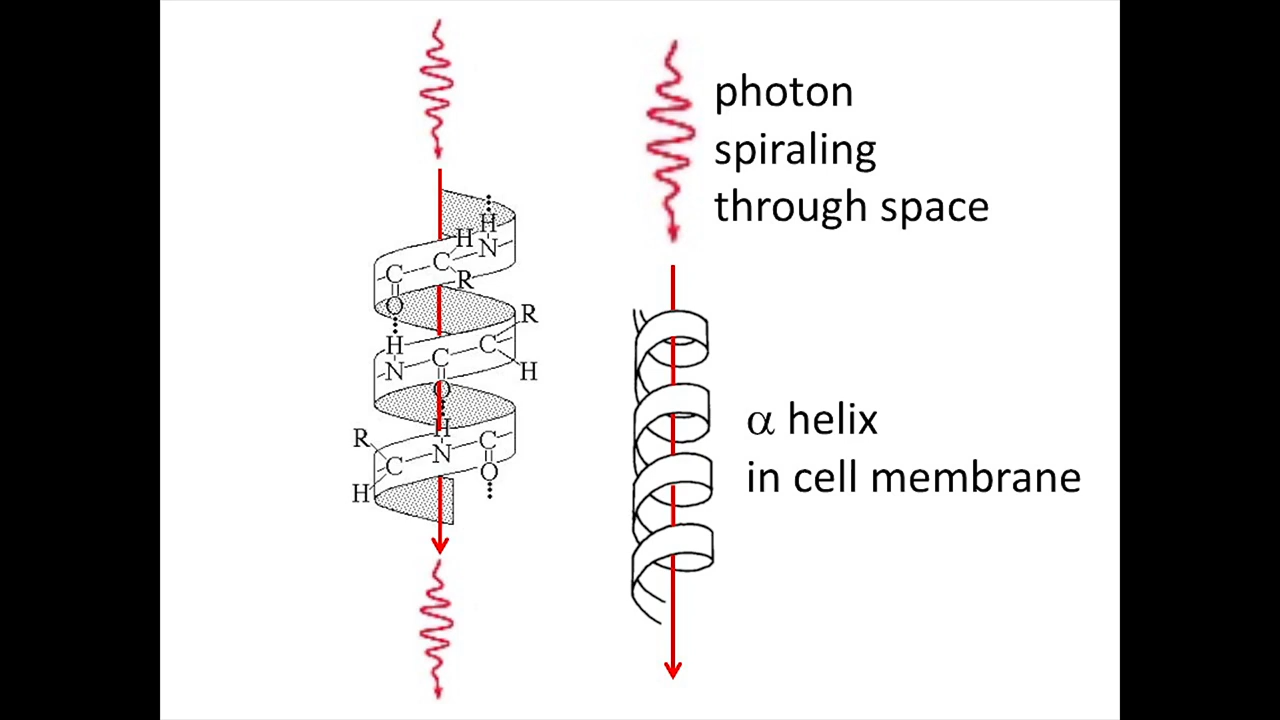 photon
spiraling
through space
H
H
N
C
C
R
O
R
H
C
C
N
H
O
H
R
C
N
C
O
H
α helix
in cell membrane